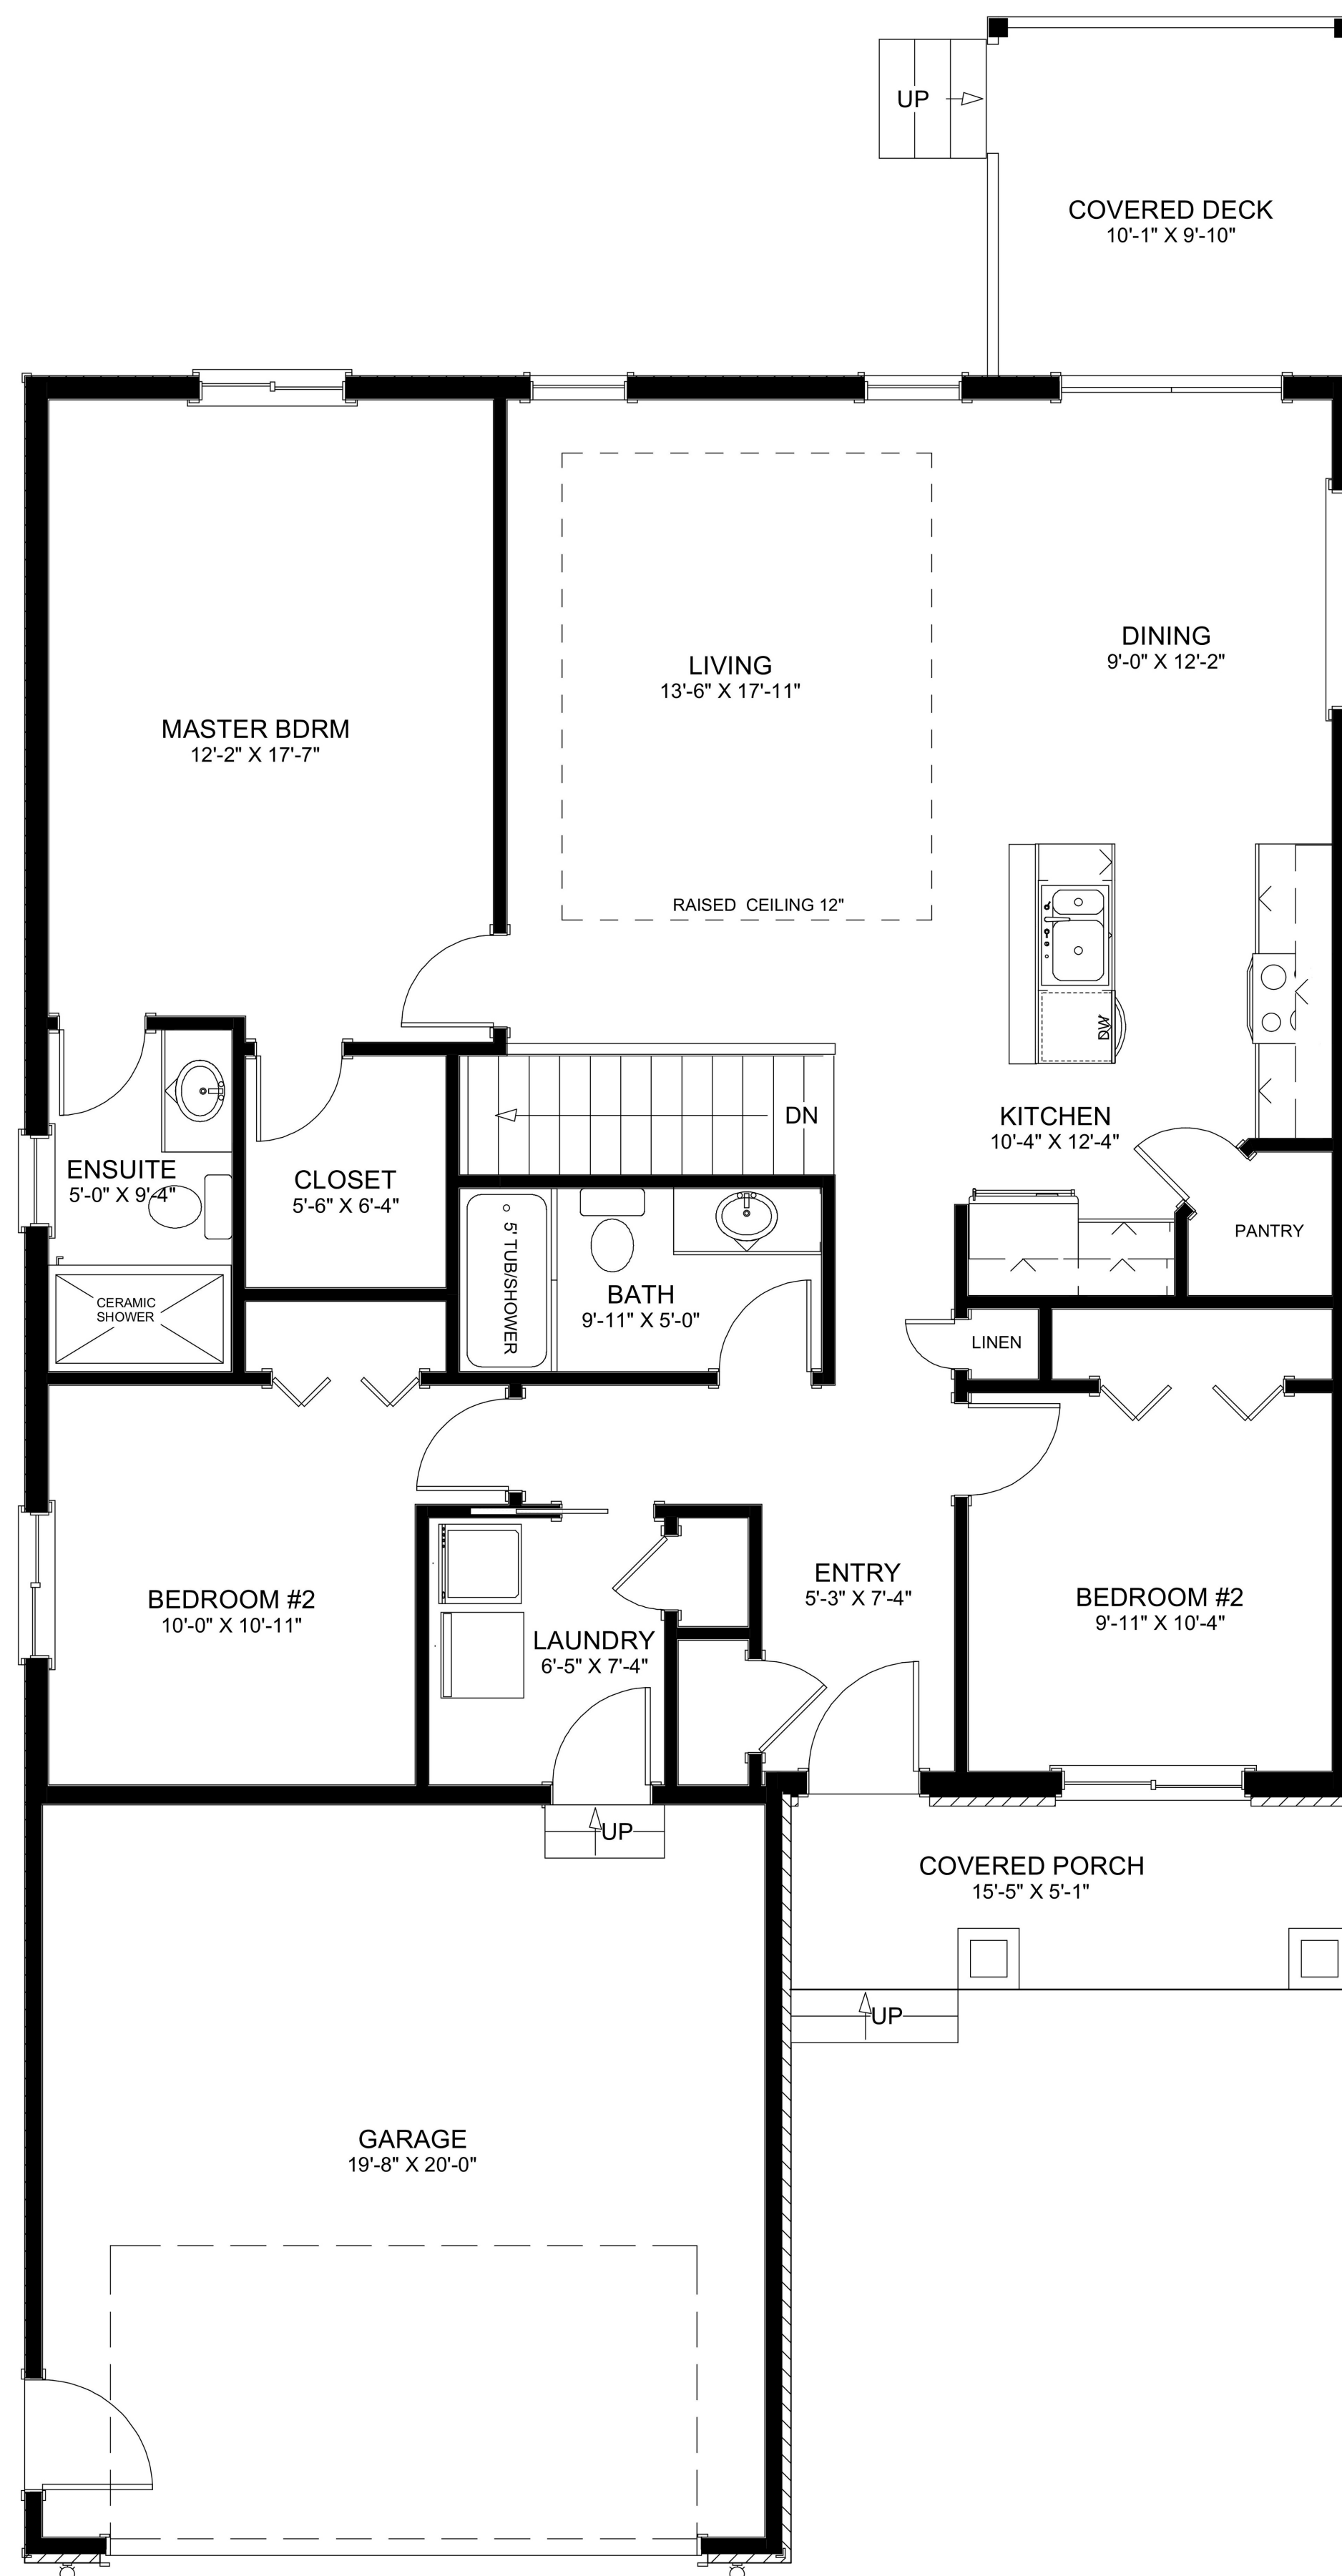 UP
COVERED DECK
10'-1" X 9'-10"
DINING
9'-0" X 12'-2"
LIVING
13'-6" X 17'-11"
MASTER BDRM
12'-2" X 17'-7"
RAISED CEILING 12"
DW
DN
KITCHEN
10'-4" X 12'-4"
ENSUITE
5'-0" X 9'-4"
CLOSET
5'-6" X 6'-4"
PANTRY
5' TUB/SHOWER
BATH
9'-11" X 5'-0"
CERAMIC
SHOWER
LINEN
ENTRY
5'-3" X 7'-4"
BEDROOM #2
10'-0" X 10'-11"
BEDROOM #2
9'-11" X 10'-4"
LAUNDRY
6'-5" X 7'-4"
UP
COVERED PORCH
15'-5" X 5'-1"
UP
GARAGE
19'-8" X 20'-0"